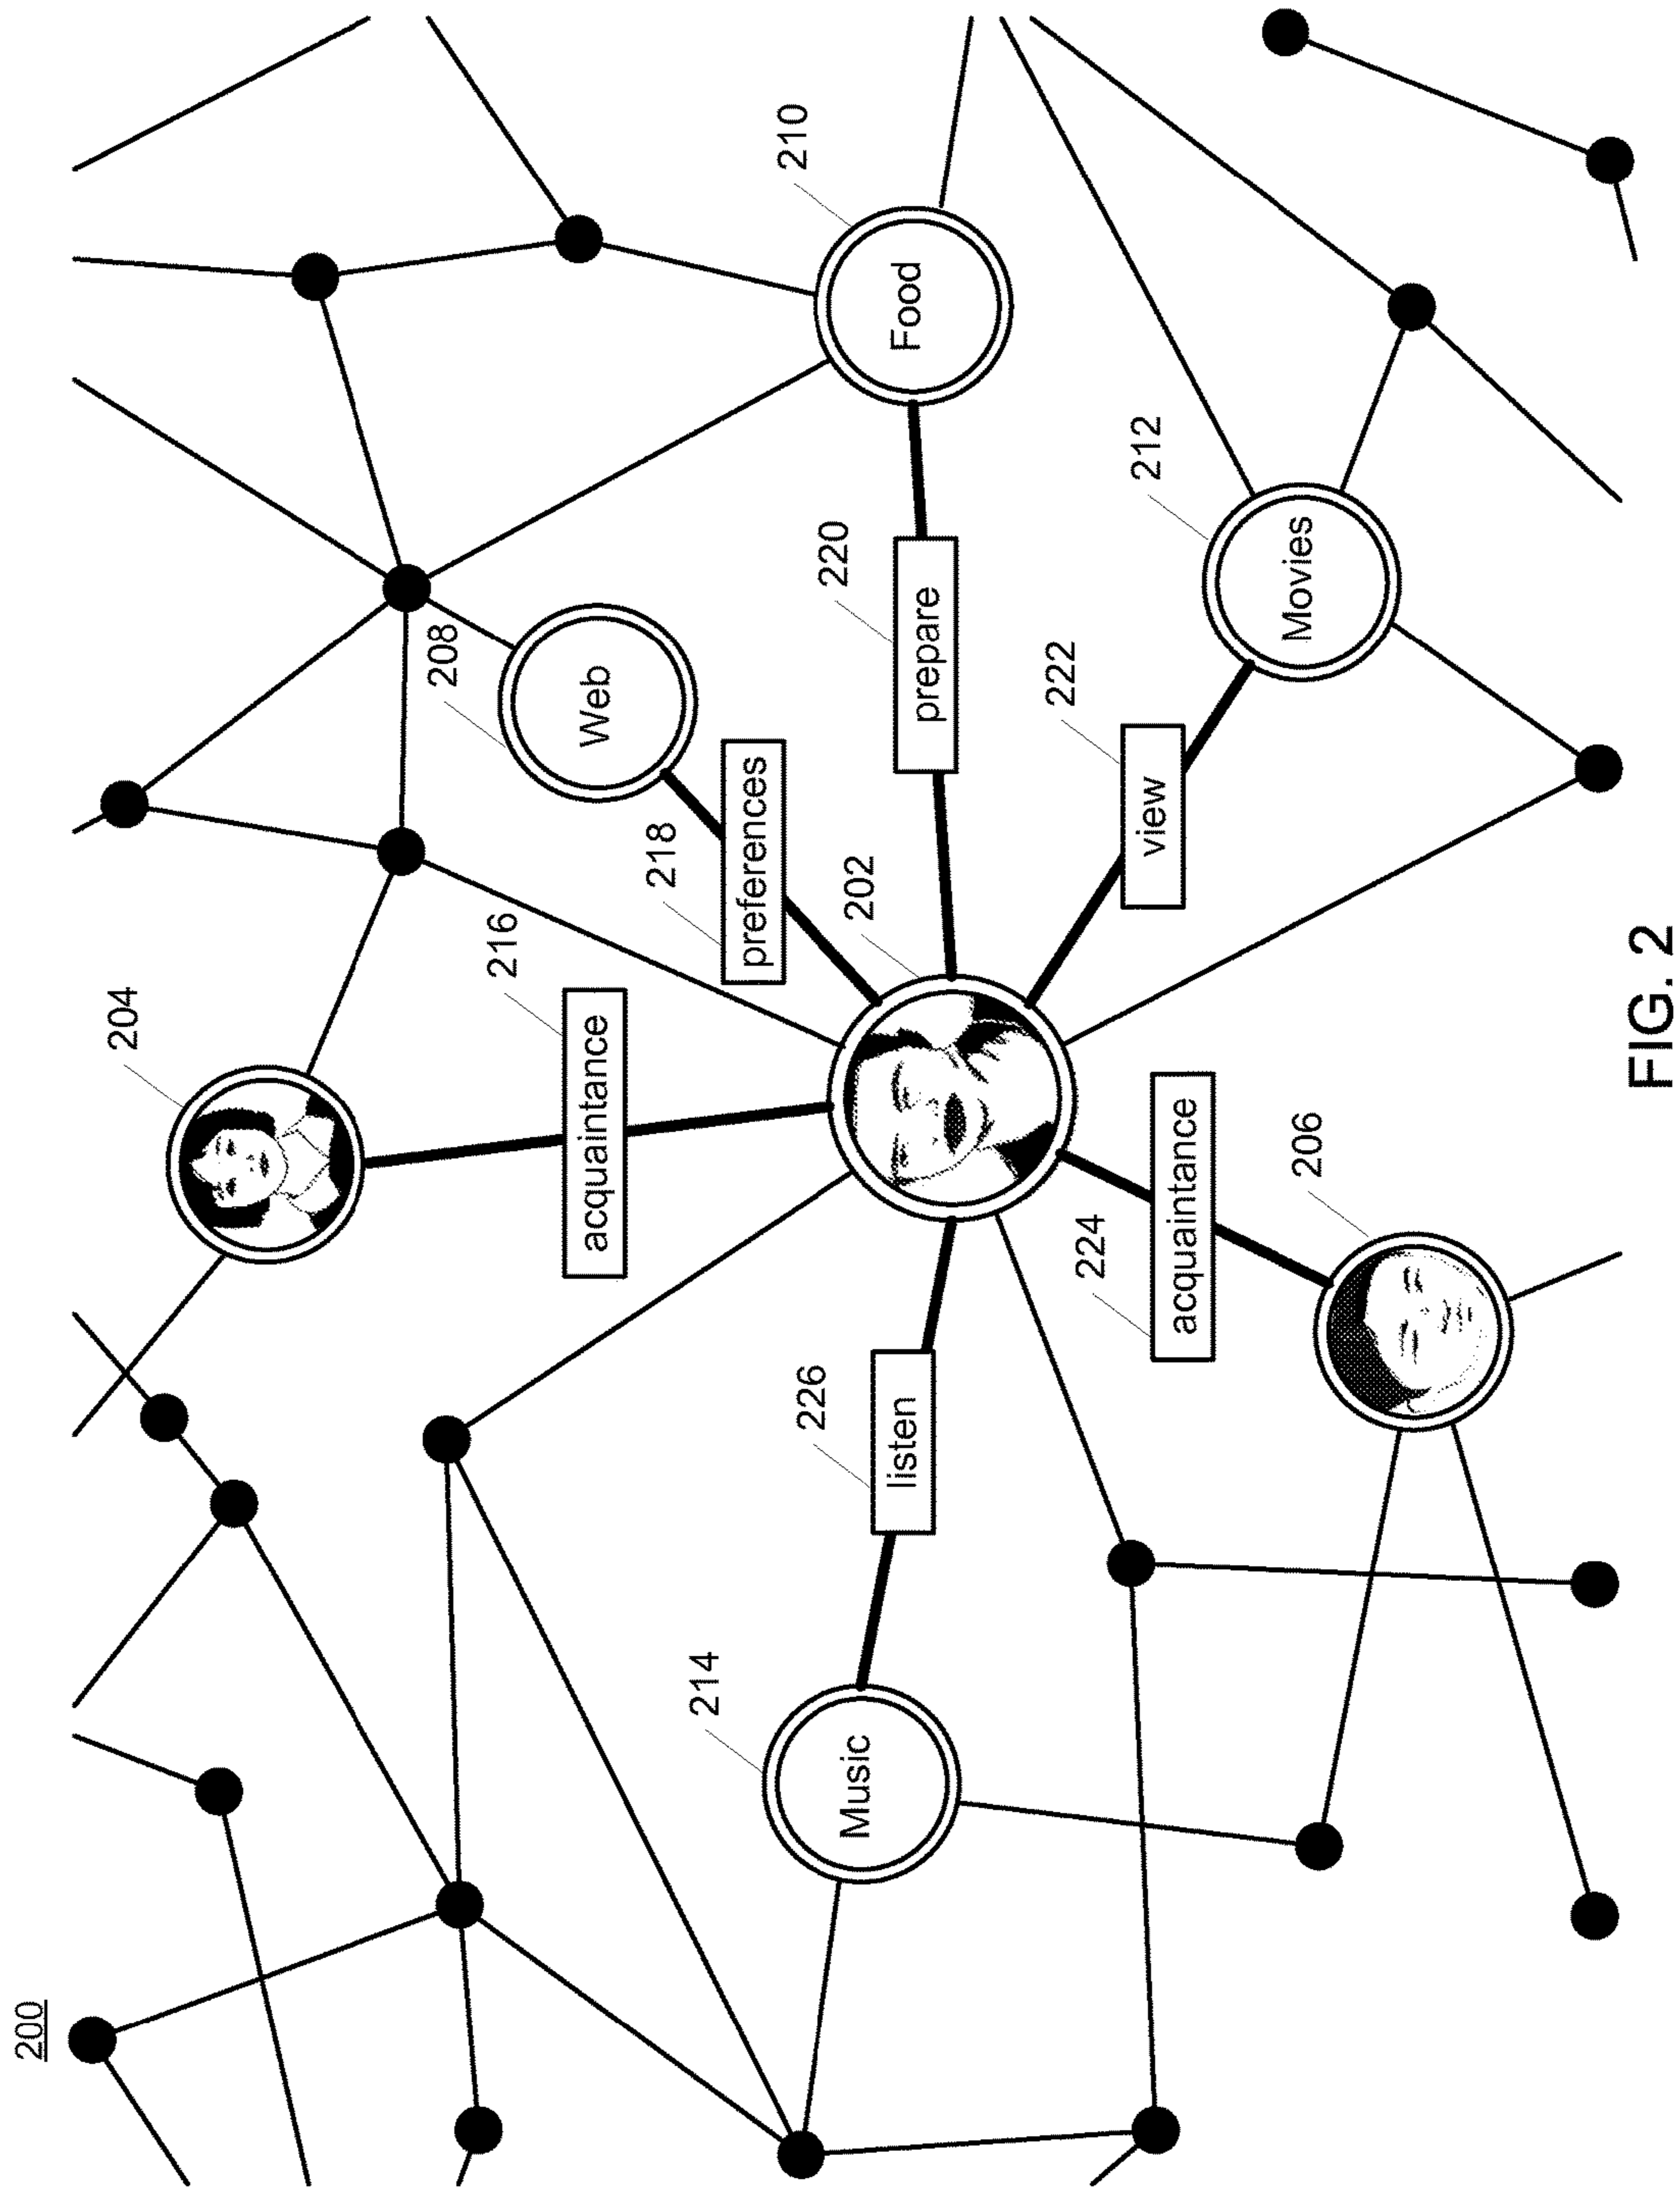 200
204
acquaintance
216
208
Web
preferences
218
210
Food
prepare
220
202
212
Movies
view
222
214
Music
listen
226
acquaintance
224
206
FIG. 2